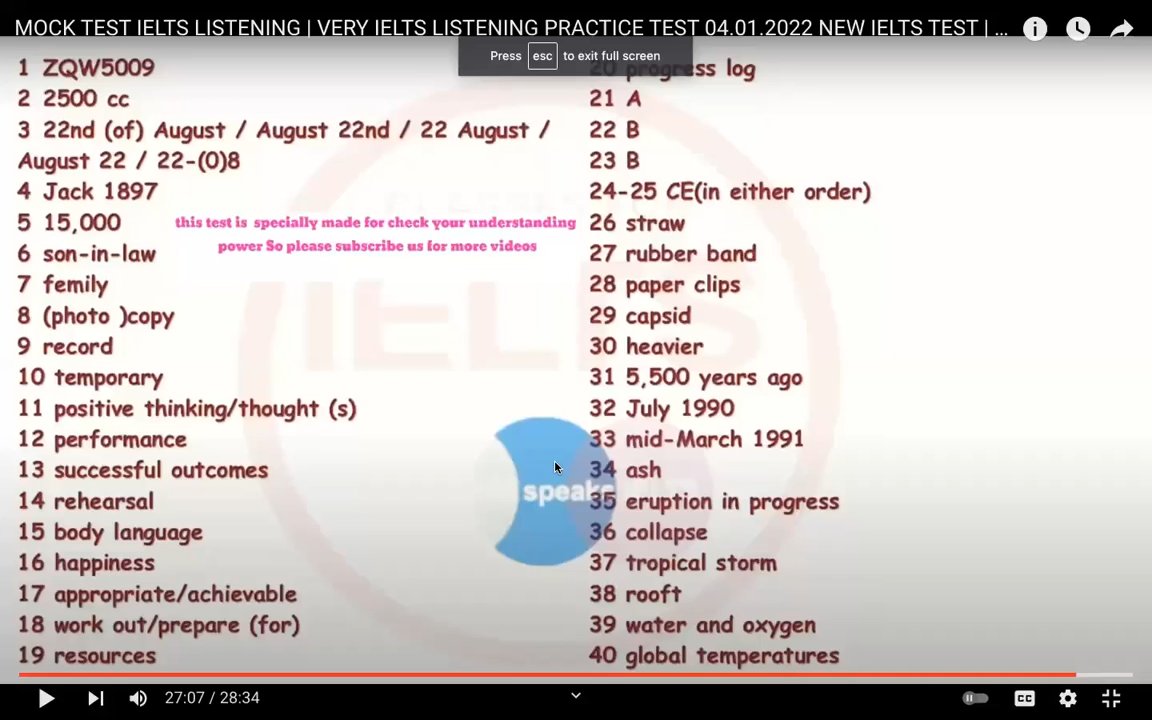 MOCK TEST IELTS LISTENING | VERY IELTS LISTENING PRACTICE TEST 04.01.2022 NEW IELTS TEST | ...
Press esc to exit full screen
1 ZQW5009
2 2500 cc
3 22nd (of) August / August 22nd / 22 August /
August 22 / 22-(0)8
4 Jack 1897
5 15,000
this test is specially made for check your understanding
power So please subscribe us for more videos
6 son-in-law
7 femily
8 (photo )copy
9 record
10 temporary
11 positive thinking/thought (s)
12 performance
13 successful outcomes
14 rehearsal
15 body language
16 happiness
17 appropriate/achievable
18 work out/prepare (for)
19 resources
20 progress log
21 A
22 B
23 B
24-25 CE(in either order)
26 straw
27 rubber band
28 paper clips
29 capsid
30 heavier
31 5,500 years ago
32 July 1990
33 mid-March 1991
34 ash
35 eruption in progress
36 collapse
37 tropical storm
38 rooft
39 water and oxygen
40 global temperatures
IELTS
speake
27:07 / 28:34
CC